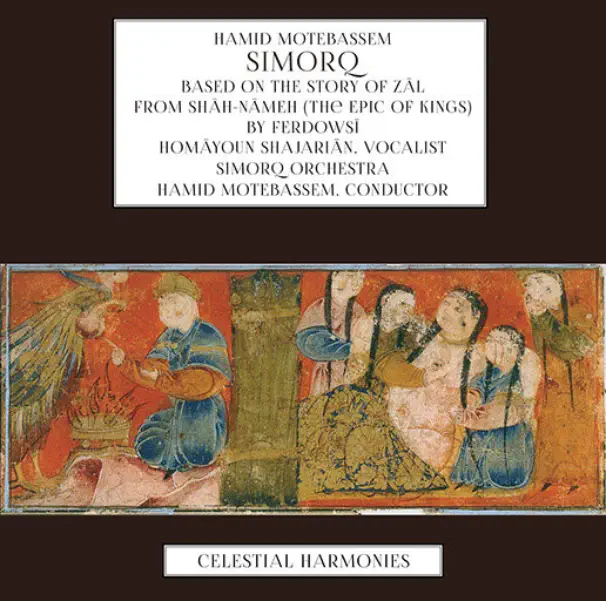 HAMID MOTEBASSEM
SIMORQ
BASED ON THE STORY OF ZĀL
FROM SHĀH-NĀMEH (THe EPIC OF KINGS)
BY FERDOWSĪ
HOMĀYOUN SHAJARIĀN, VOCALIST
SIMORQ ORCHESTRA
HAMID MOTEBASSEM, CONDUCTOR
CELESTIAL HARMONIES